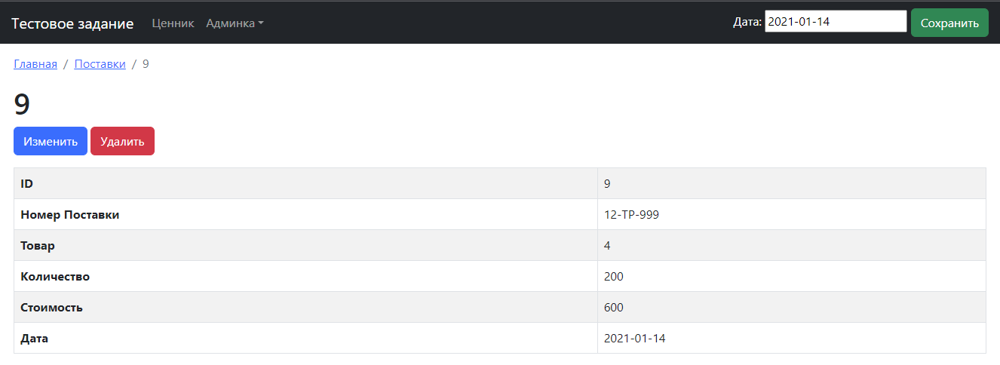 Тестовое задание Ценник Админка Дата: 2021-01-14 Сохранить
Главная / Поставки / 9
9
Изменить Удалить
ID 9
Номер Поставки 12-ТР-999
Товар 4
Количество 200
Стоимость 600
Дата 2021-01-14